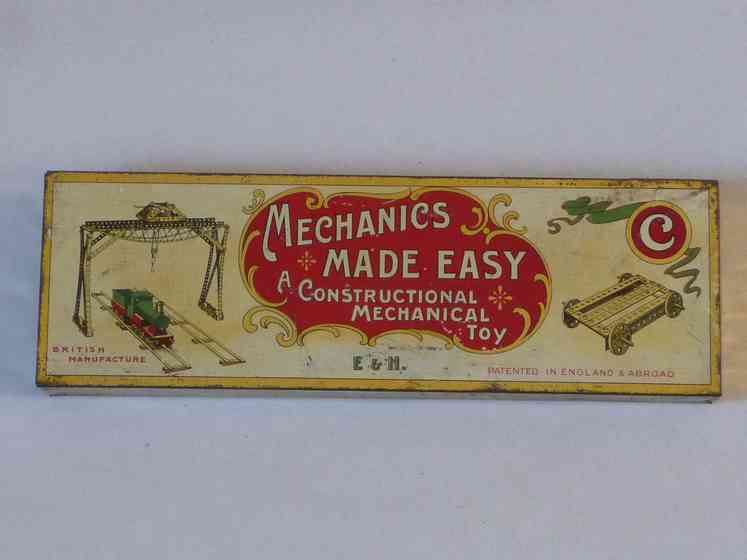 MECHANICS
MADE EASY
A CONSTRUCTIONAL
MECHANICAL
TOY
C
BRITISH
MANUFACTURE
E & H.
PATENTED IN ENGLAND & ABROAD